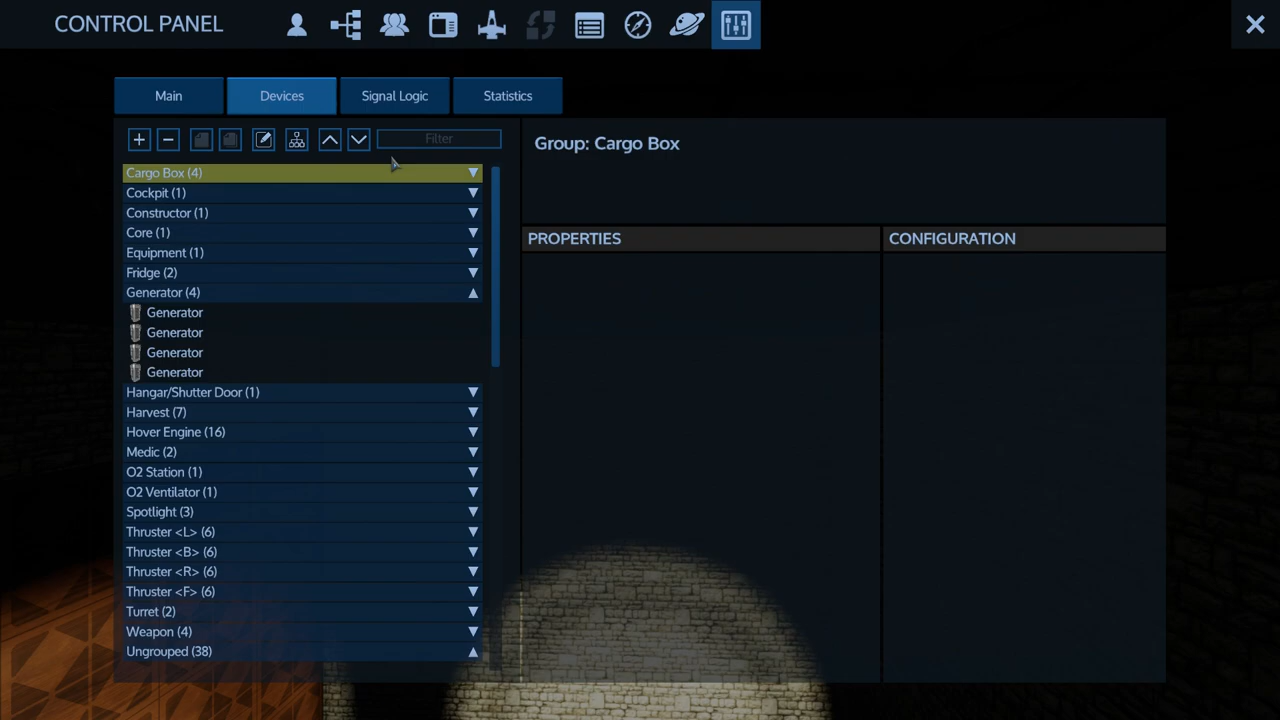 CONTROL PANEL
Main
Devices
Signal Logic
Statistics
Filter
Group: Cargo Box
Cargo Box (4)
Cockpit (1)
Constructor (1)
Core (1)
Equipment (1)
Fridge (2)
Generator (4)
Generator
Generator
Generator
Generator
Hangar/Shutter Door (1)
Harvest (7)
Hover Engine (16)
Medic (2)
O2 Station (1)
O2 Ventilator (1)
Spotlight (3)
Thruster <L> (6)
Thruster <B> (6)
Thruster <R> (6)
Thruster <F> (6)
Turret (2)
Weapon (4)
Ungrouped (38)
PROPERTIES
CONFIGURATION